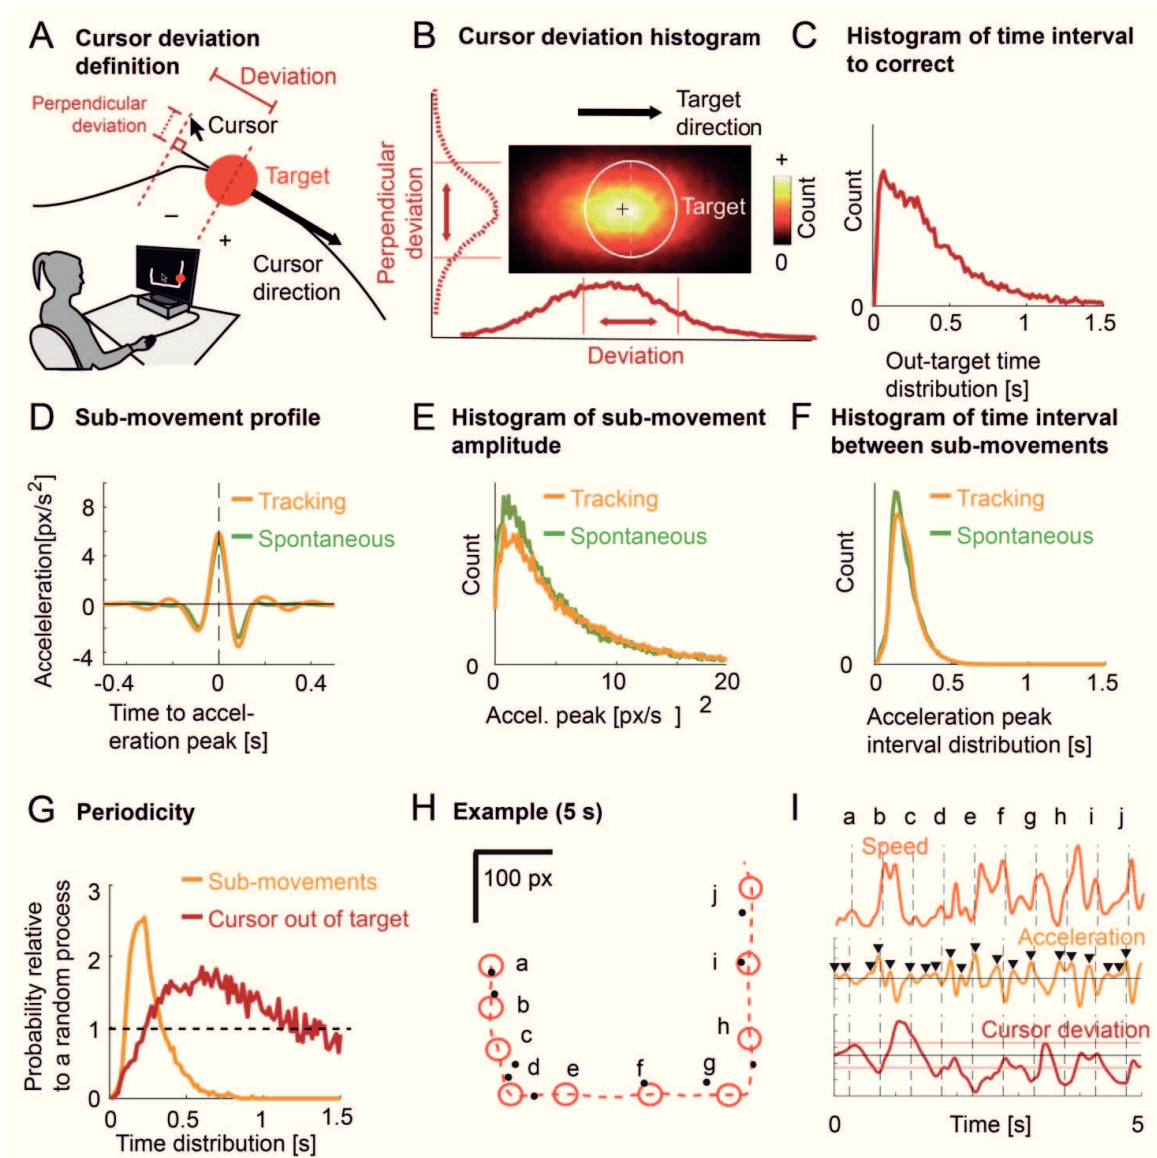 A
Cursor deviation
definition
Deviation
Perpendicular
deviation
Cursor
Target
−
+
Cursor
direction
B
Cursor deviation histogram
Target
direction
Perpendicular
deviation
+
Target
+
Count
0
Deviation
C
Histogram of time interval
to correct
Count
0
0 0.5 1 1.5
Out-target time
distribution [s]
D
Sub-movement profile
Acceleleration[px/s2]
8
4
0
-4
Tracking
Spontaneous
-0.4 0 0.4
Time to accel-
eration peak [s]
E
Histogram of sub-movement
amplitude
Count
0
Tracking
Spontaneous
0 10 20
Accel. peak [px/s ] 2
F
Histogram of time interval
between sub-movements
Count
0
Tracking
Spontaneous
0 0.5 1 1.5
Acceleration peak
interval distribution [s]
G
Periodicity
Probability relative
to a random process
3
2
1
0
Sub-movements
Cursor out of target
0 0.5 1 1.5
Time distribution [s]
H
Example (5 s)
100 px
a
b
c
d
e
f
g
h
i
j
I
a b c d e f g h i j
Speed
Acceleration
Cursor deviation
0 Time [s] 5